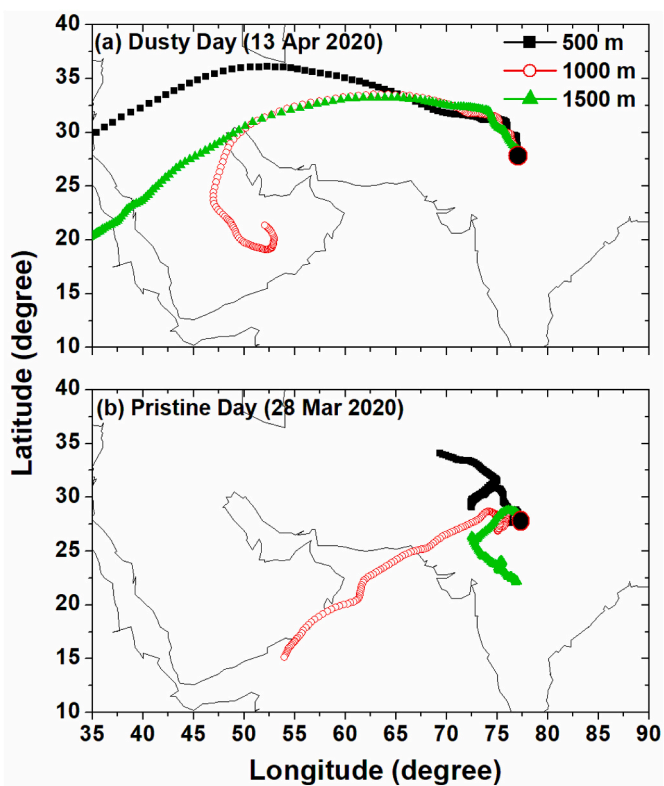 40
(a) Dusty Day (13 Apr 2020)
500 m
1000 m
1500 m
35
30
25
20
15
10
Latitude (degree)
40
(b) Pristine Day (28 Mar 2020)
35
30
25
20
15
10
35 40 45 50 55 60 65 70 75 80 85 90
Longitude (degree)